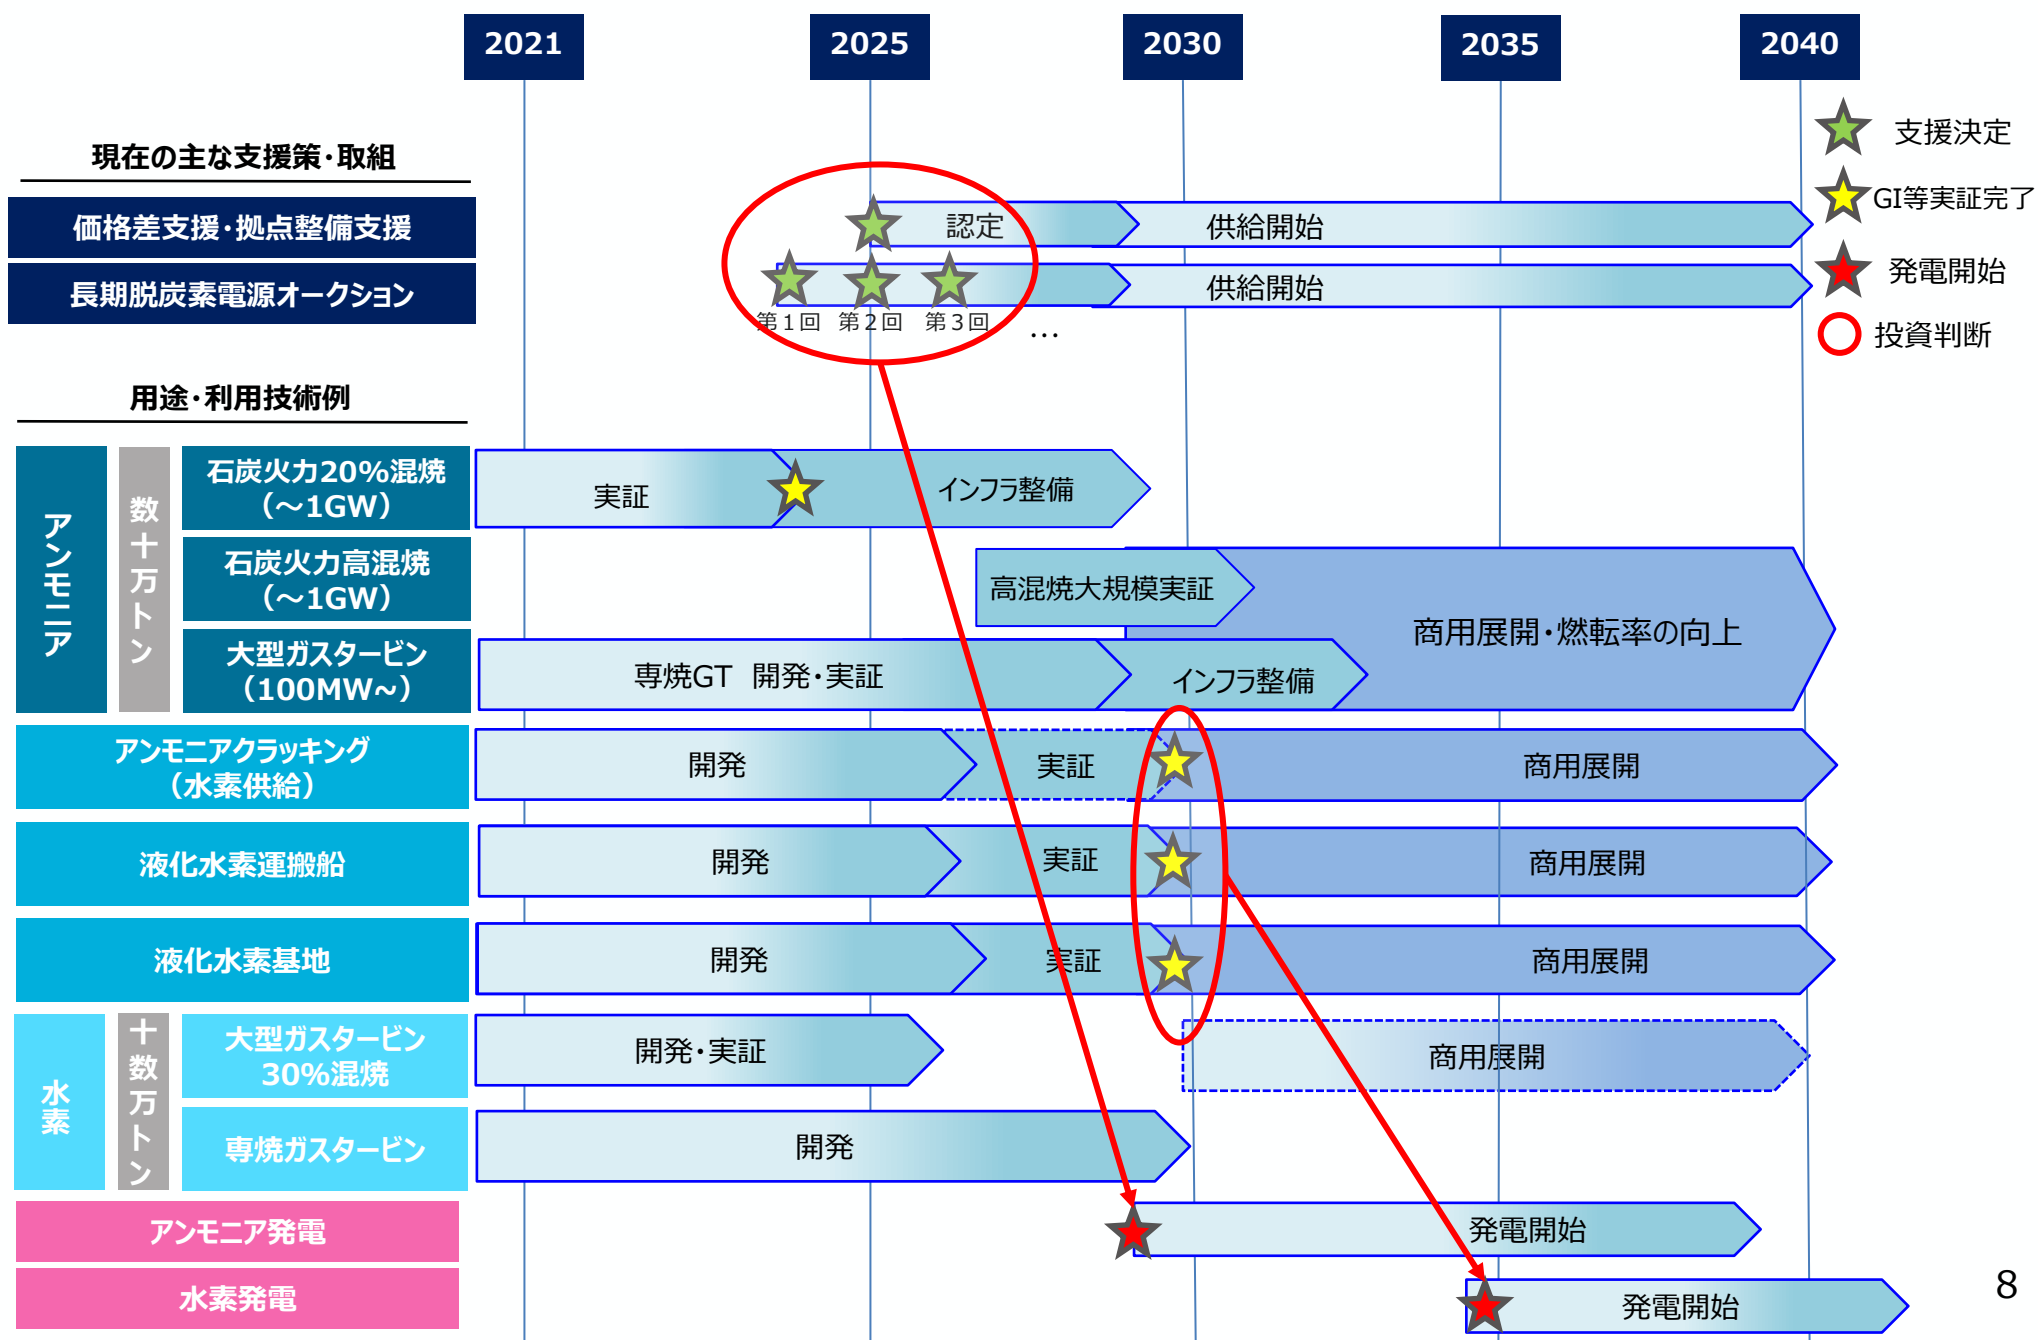 2021
2025
2030
2035
2040
支援決定
GI等実証完了
発電開始
投資判断
現在の主な支援策・取組
価格差支援・拠点整備支援
認定
供給開始
長期脱炭素電源オークション
供給開始
第1回
第2回
第3回
…
用途・利用技術例
アンモニア
数十万トン
石炭火力20%混焼
（～1GW）
実証
インフラ整備
石炭火力高混焼
（～1GW）
高混焼大規模実証
商用展開・燃転率の向上
大型ガスタービン
（100MW~）
専焼GT　開発・実証
インフラ整備
アンモニアクラッキング
（水素供給）
開発
実証
商用展開
液化水素運搬船
開発
実証
商用展開
液化水素基地
開発
実証
商用展開
水素
十数万トン
大型ガスタービン
30%混焼
開発・実証
商用展開
専焼ガスタービン
開発
アンモニア発電
発電開始
水素発電
発電開始
8